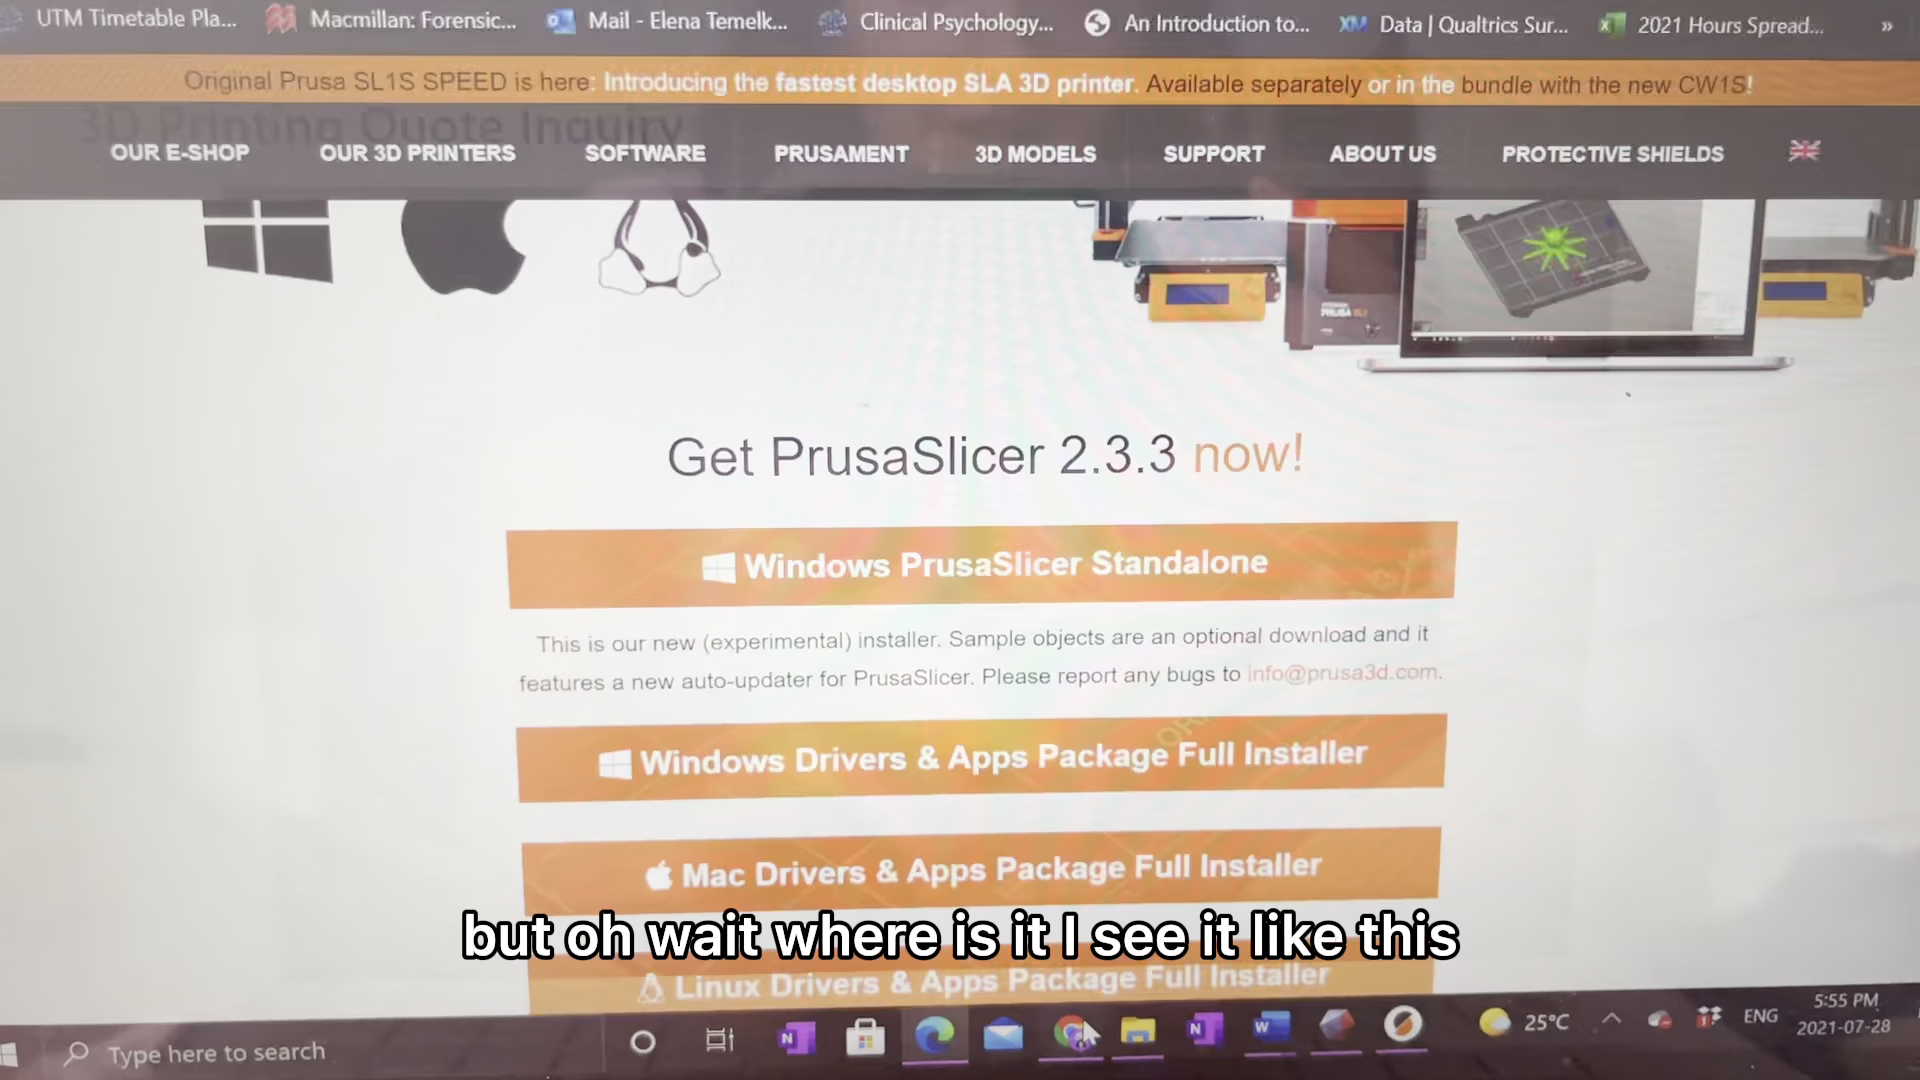 UTM Timetable Pla...
Macmillan: Forensic...
Mail - Elena Temelk...
Clinical Psychology...
An Introduction to...
Data | Qualtrics Sur...
2021 Hours Spread...
»
Original Prusa SL1S SPEED is here: Introducing the fastest desktop SLA 3D printer. Available separately or in the bundle with the new CW1S!
3D Printing Quote Inquiry
OUR E-SHOP
OUR 3D PRINTERS
SOFTWARE
PRUSAMENT
3D MODELS
SUPPORT
ABOUT US
PROTECTIVE SHIELDS
Get PrusaSlicer 2.3.3 now!
Windows PrusaSlicer Standalone
This is our new (experimental) installer. Sample objects are an optional download and it
features a new auto-updater for PrusaSlicer. Please report any bugs to info@prusa3d.com.
Windows Drivers & Apps Package Full Installer
Mac Drivers & Apps Package Full Installer
but oh wait where is it I see it like this
Linux Drivers & Apps Package Full Installer
Type here to search
25°C
ENG
5:55 PM
2021-07-28